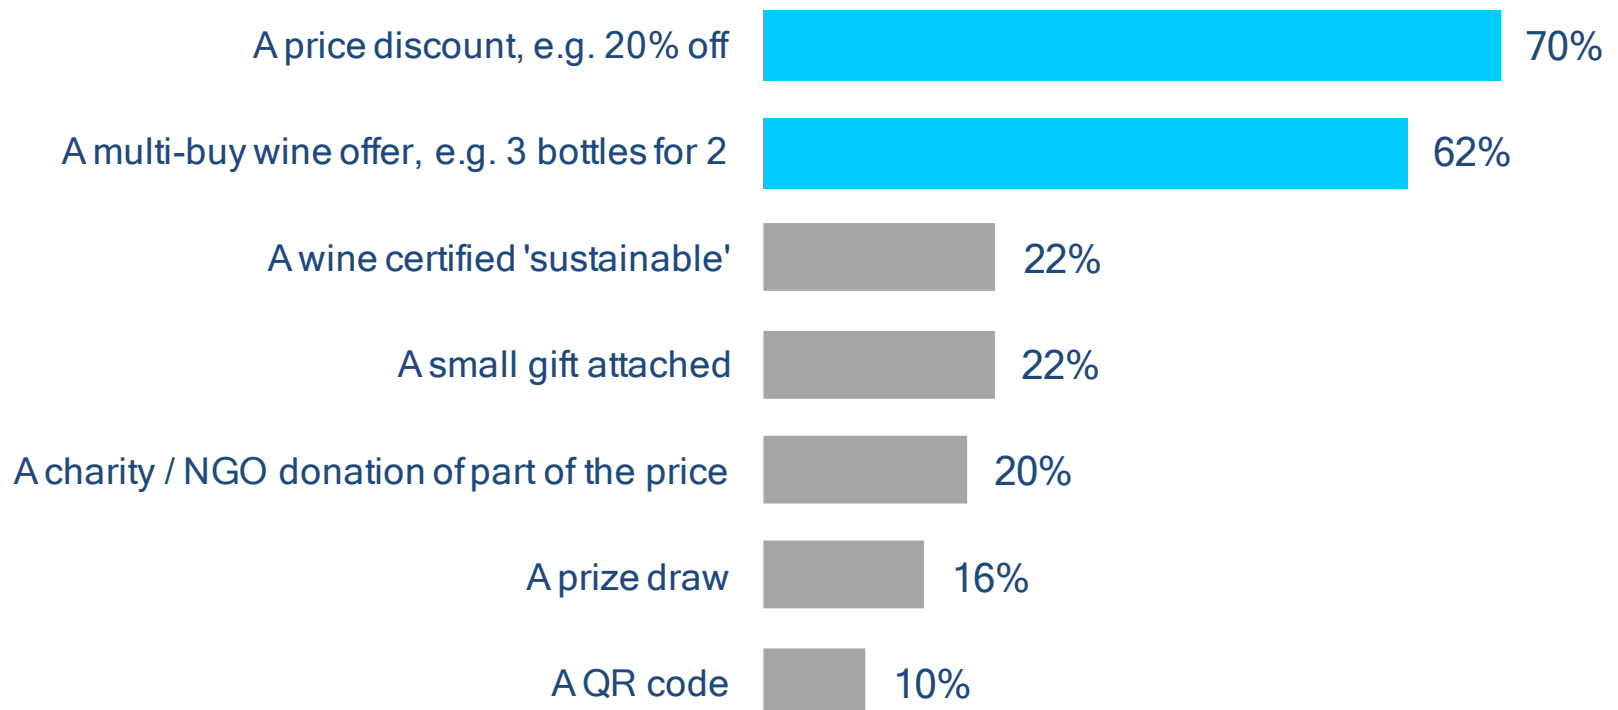 A price discount, e.g. 20% off 70%
A multi-buy wine offer, e.g. 3 bottles for 2 62%
A wine certified 'sustainable' 22%
A small gift attached 22%
A charity / NGO donation of part of the price 20%
A prize draw 16%
A QR code 10%